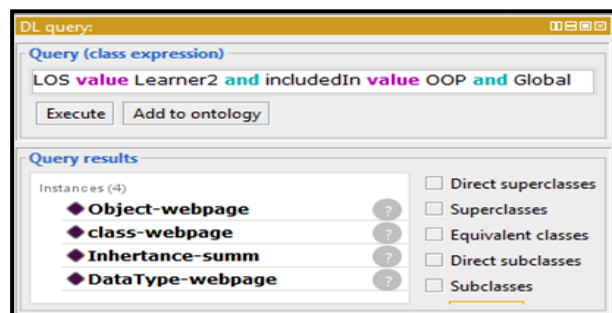 DL query:
Query (class expression)
LOS value Learner2 and includedIn value OOP and Global
Execute Add to ontology
Query results
Instances (4)
Object-webpage ?
class-webpage ?
Inhertance-summ ?
DataType-webpage ?
Direct superclasses
Superclasses
Equivalent classes
Direct subclasses
Subclasses